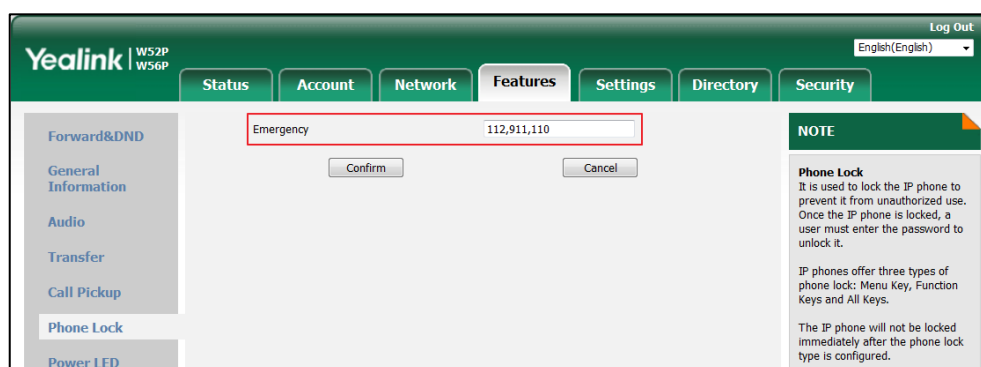 Log Out
English(English)
Yealink | W52P
W56P
Status Account Network Features Settings Directory Security
Forward&DND
General
Information
Audio
Transfer
Call Pickup
Phone Lock
Power LED
Emergency 112,911,110
Confirm Cancel
NOTE
Phone Lock
It is used to lock the IP phone to
prevent it from unauthorized use.
Once the IP phone is locked, a
user must enter the password to
unlock it.
IP phones offer three types of
phone lock: Menu Key, Function
Keys and All Keys.
The IP phone will not be locked
immediately after the phone lock
type is configured.